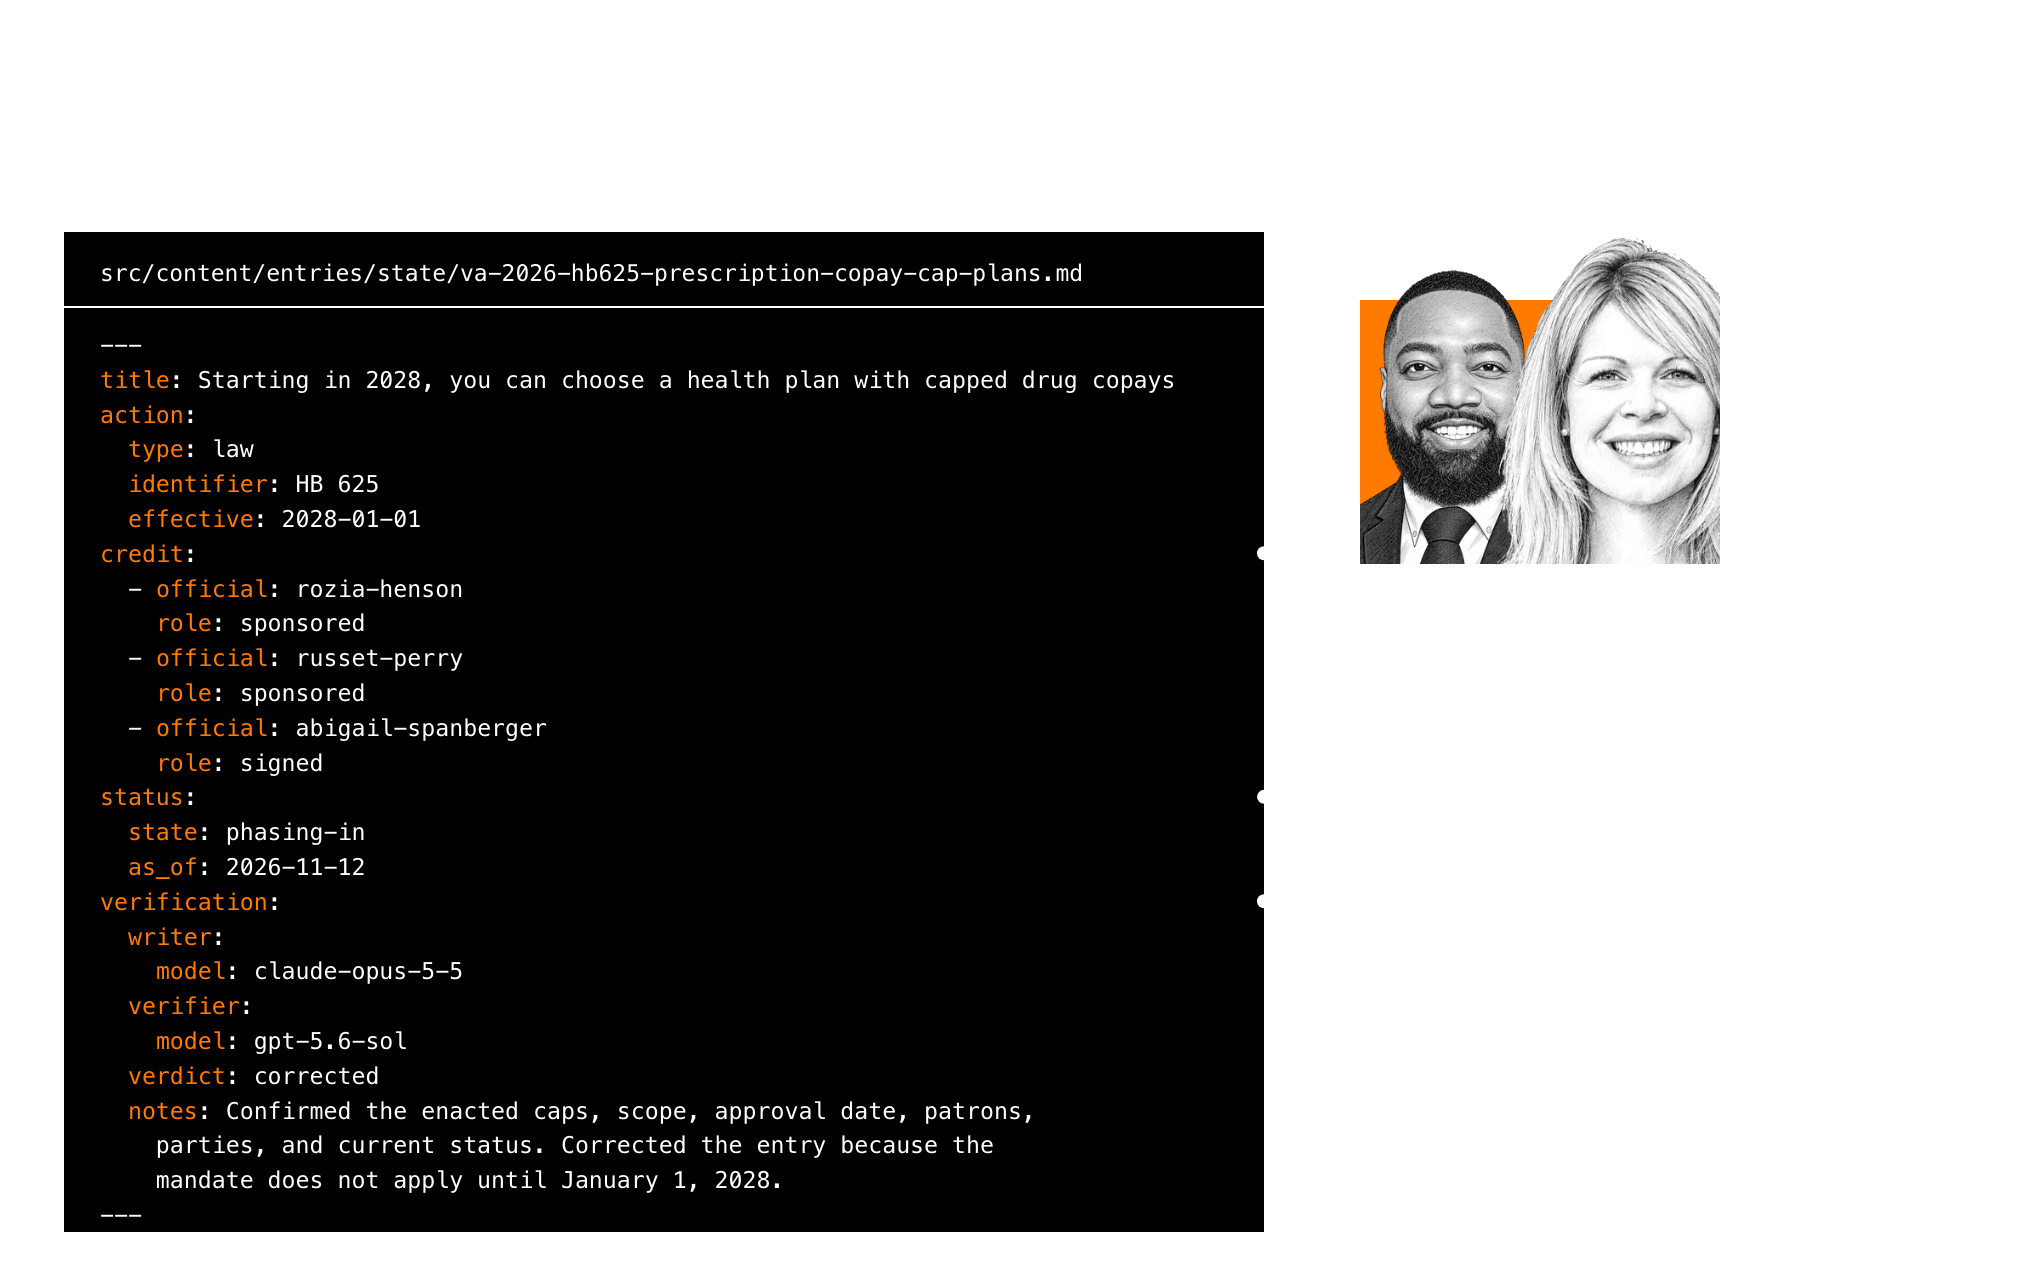 src/content/entries/state/va-2026-hb625-prescription-copay-cap-plans.md
---
title: Starting in 2028, you can choose a health plan with capped drug copays
action:
  type: law
  identifier: HB 625
  effective: 2028-01-01
credit:
  - official: rozia-henson
    role: sponsored
  - official: russet-perry
    role: sponsored
  - official: abigail-spanberger
    role: signed
status:
  state: phasing-in
  as_of: 2026-11-12
verification:
  writer:
    model: claude-opus-5-5
  verifier:
    model: gpt-5.6-sol
  verdict: corrected
  notes: Confirmed the enacted caps, scope, approval date, patrons,
    parties, and current status. Corrected the entry because the
    mandate does not apply until January 1, 2028.
---